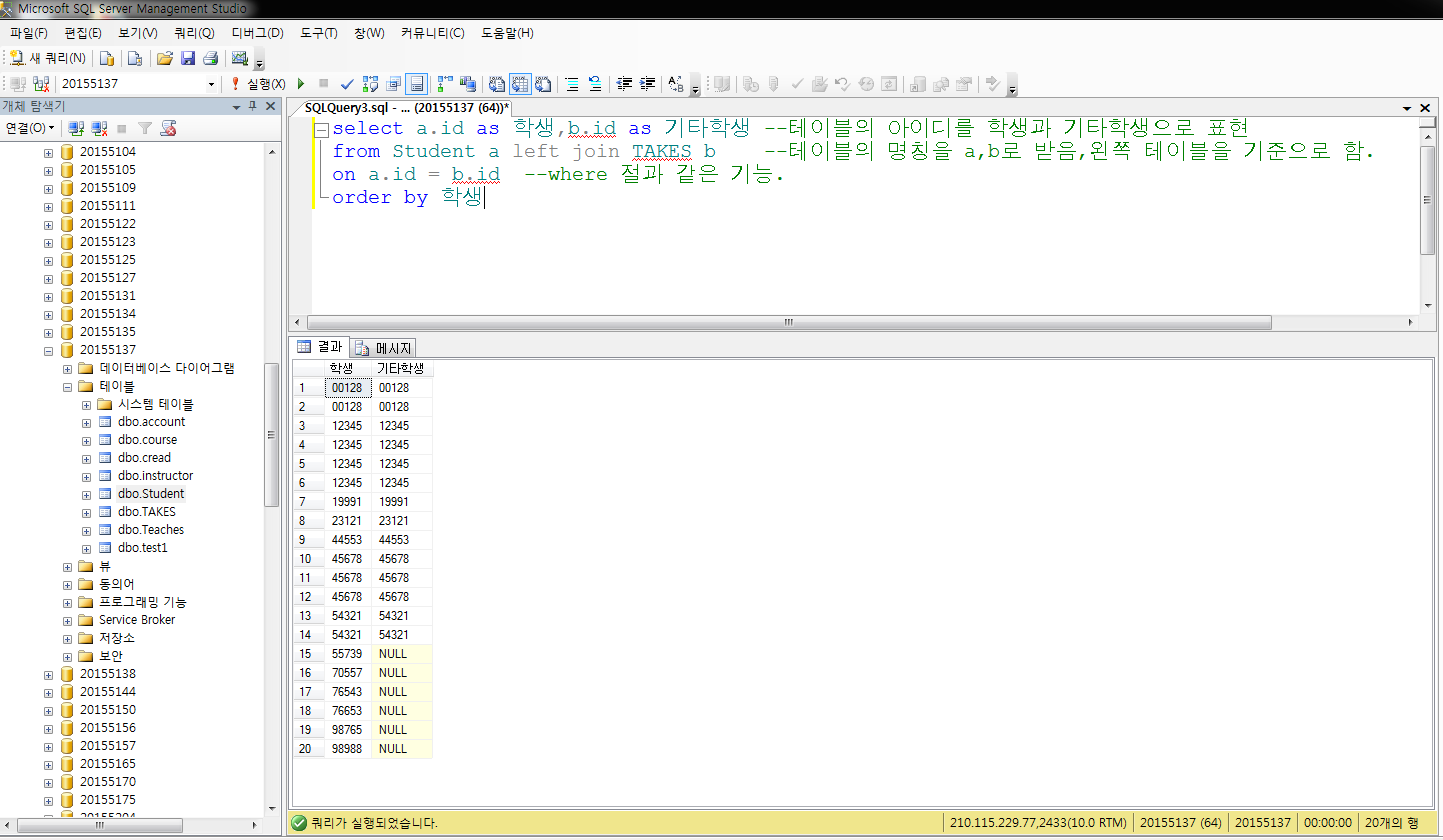 Microsoft SQL Server Management Studio
파일(F) 편집(E) 보기(V) 쿼리(Q) 디버그(D) 도구(T) 창(W) 커뮤니티(C) 도움말(H)
새 쿼리(N)
20155137 실행(X)
개체 탐색기
연결(O)
20155104
20155105
20155109
20155111
20155122
20155123
20155125
20155127
20155131
20155134
20155135
20155137
데이터베이스 다이어그램
테이블
시스템 테이블
dbo.account
dbo.course
dbo.cread
dbo.instructor
dbo.Student
dbo.TAKES
dbo.Teaches
dbo.test1
뷰
동의어
프로그래밍 기능
Service Broker
저장소
보안
20155138
20155144
20155150
20155156
20155157
20155165
20155170
20155175
20155204
SQLQuery3.sql - ... (20155137 (64))*
select a.id as 학생,b.id as 기타학생 --테이블의 아이디를 학생과 기타학생으로 표현
from Student a left join TAKES b --테이블의 명칭을 a,b로 받음,왼쪽 테이블을 기준으로 함.
on a.id = b.id --where 절과 같은 기능.
order by 학생
결과 메시지
학생 기타학생
1 00128 00128
2 00128 00128
3 12345 12345
4 12345 12345
5 12345 12345
6 12345 12345
7 19991 19991
8 23121 23121
9 44553 44553
10 45678 45678
11 45678 45678
12 45678 45678
13 54321 54321
14 54321 54321
15 55739 NULL
16 70557 NULL
17 76543 NULL
18 76653 NULL
19 98765 NULL
20 98988 NULL
쿼리가 실행되었습니다. 210.115.229.77,2433(10.0 RTM) 20155137 (64) 20155137 00:00:00 20개의 행